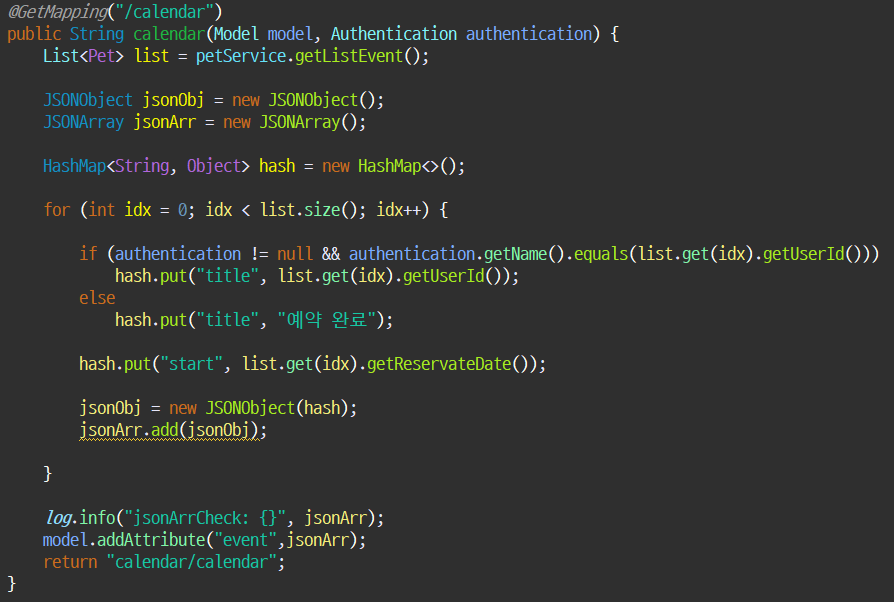 @GetMapping("/calendar")
public String calendar(Model model, Authentication authentication) {
    List<Pet> list = petService.getListEvent();

    JSONObject jsonObj = new JSONObject();
    JSONArray jsonArr = new JSONArray();

    HashMap<String, Object> hash = new HashMap<>();

    for (int idx = 0; idx < list.size(); idx++) {

        if (authentication != null && authentication.getName().equals(list.get(idx).getUserId()))
            hash.put("title", list.get(idx).getUserId());
        else
            hash.put("title", "예약 완료");

        hash.put("start", list.get(idx).getReservateDate());

        jsonObj = new JSONObject(hash);
        jsonArr.add(jsonObj);

    }

    log.info("jsonArrCheck: {}", jsonArr);
    model.addAttribute("event",jsonArr);
    return "calendar/calendar";
}